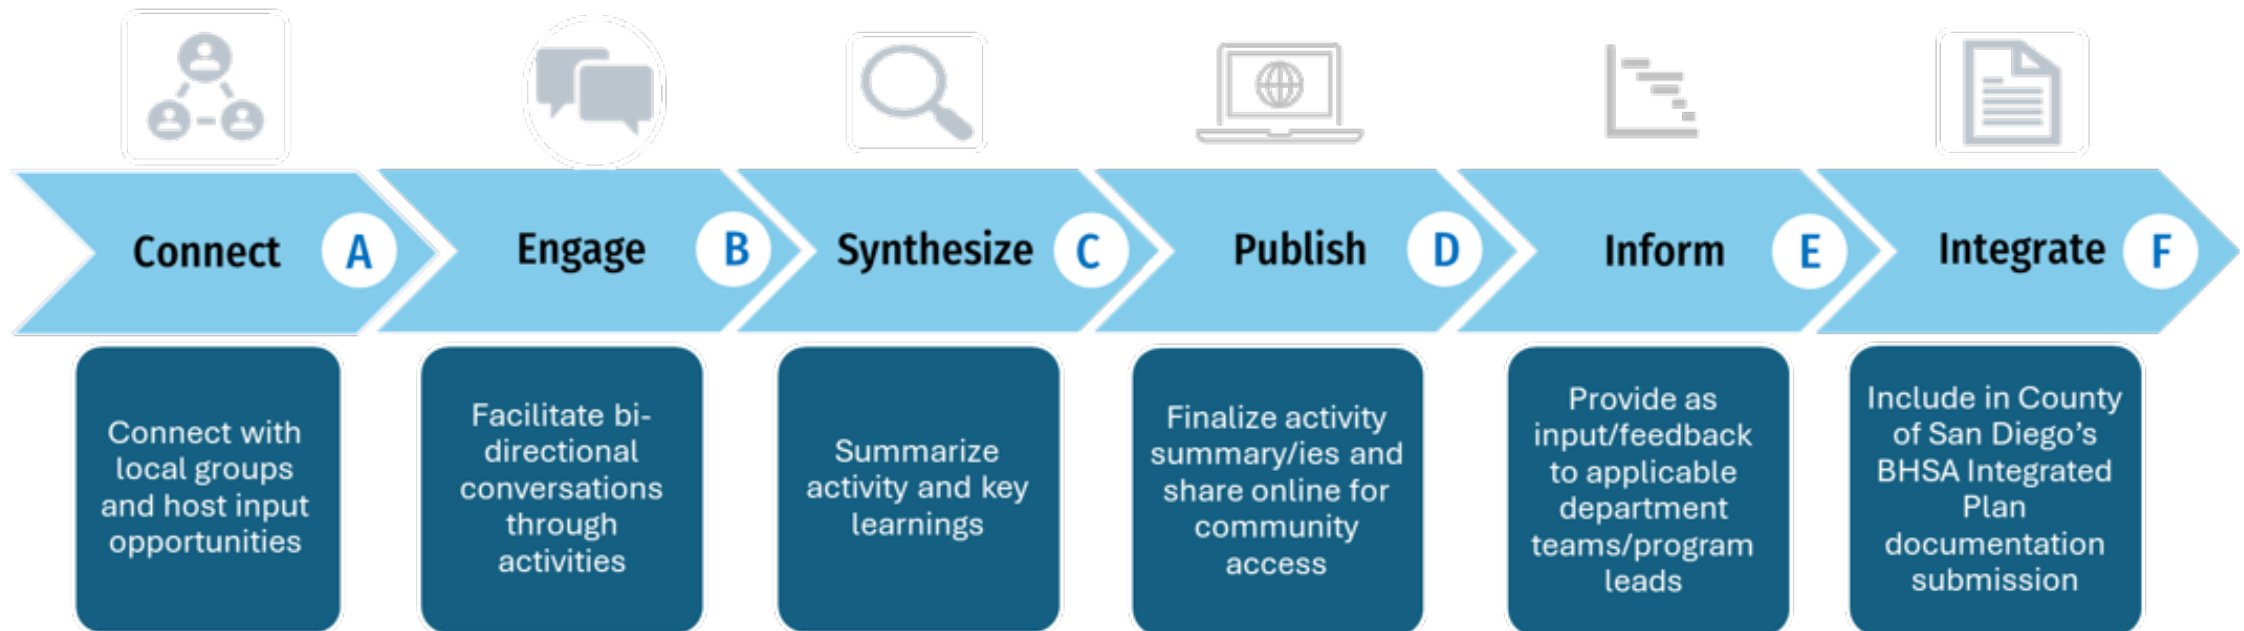 Connect A
Engage B
Synthesize C
Publish D
Inform E
Integrate F
Connect with
local groups
and host input
opportunities
Facilitate bi-
directional
conversations
through
activities
Summarize
activity and key
learnings
Finalize activity
summary/ies and
share online for
community
access
Provide as
input/feedback
to applicable
department
teams/program
leads
Include in County
of San Diego’s
BHSA Integrated
Plan
documentation
submission